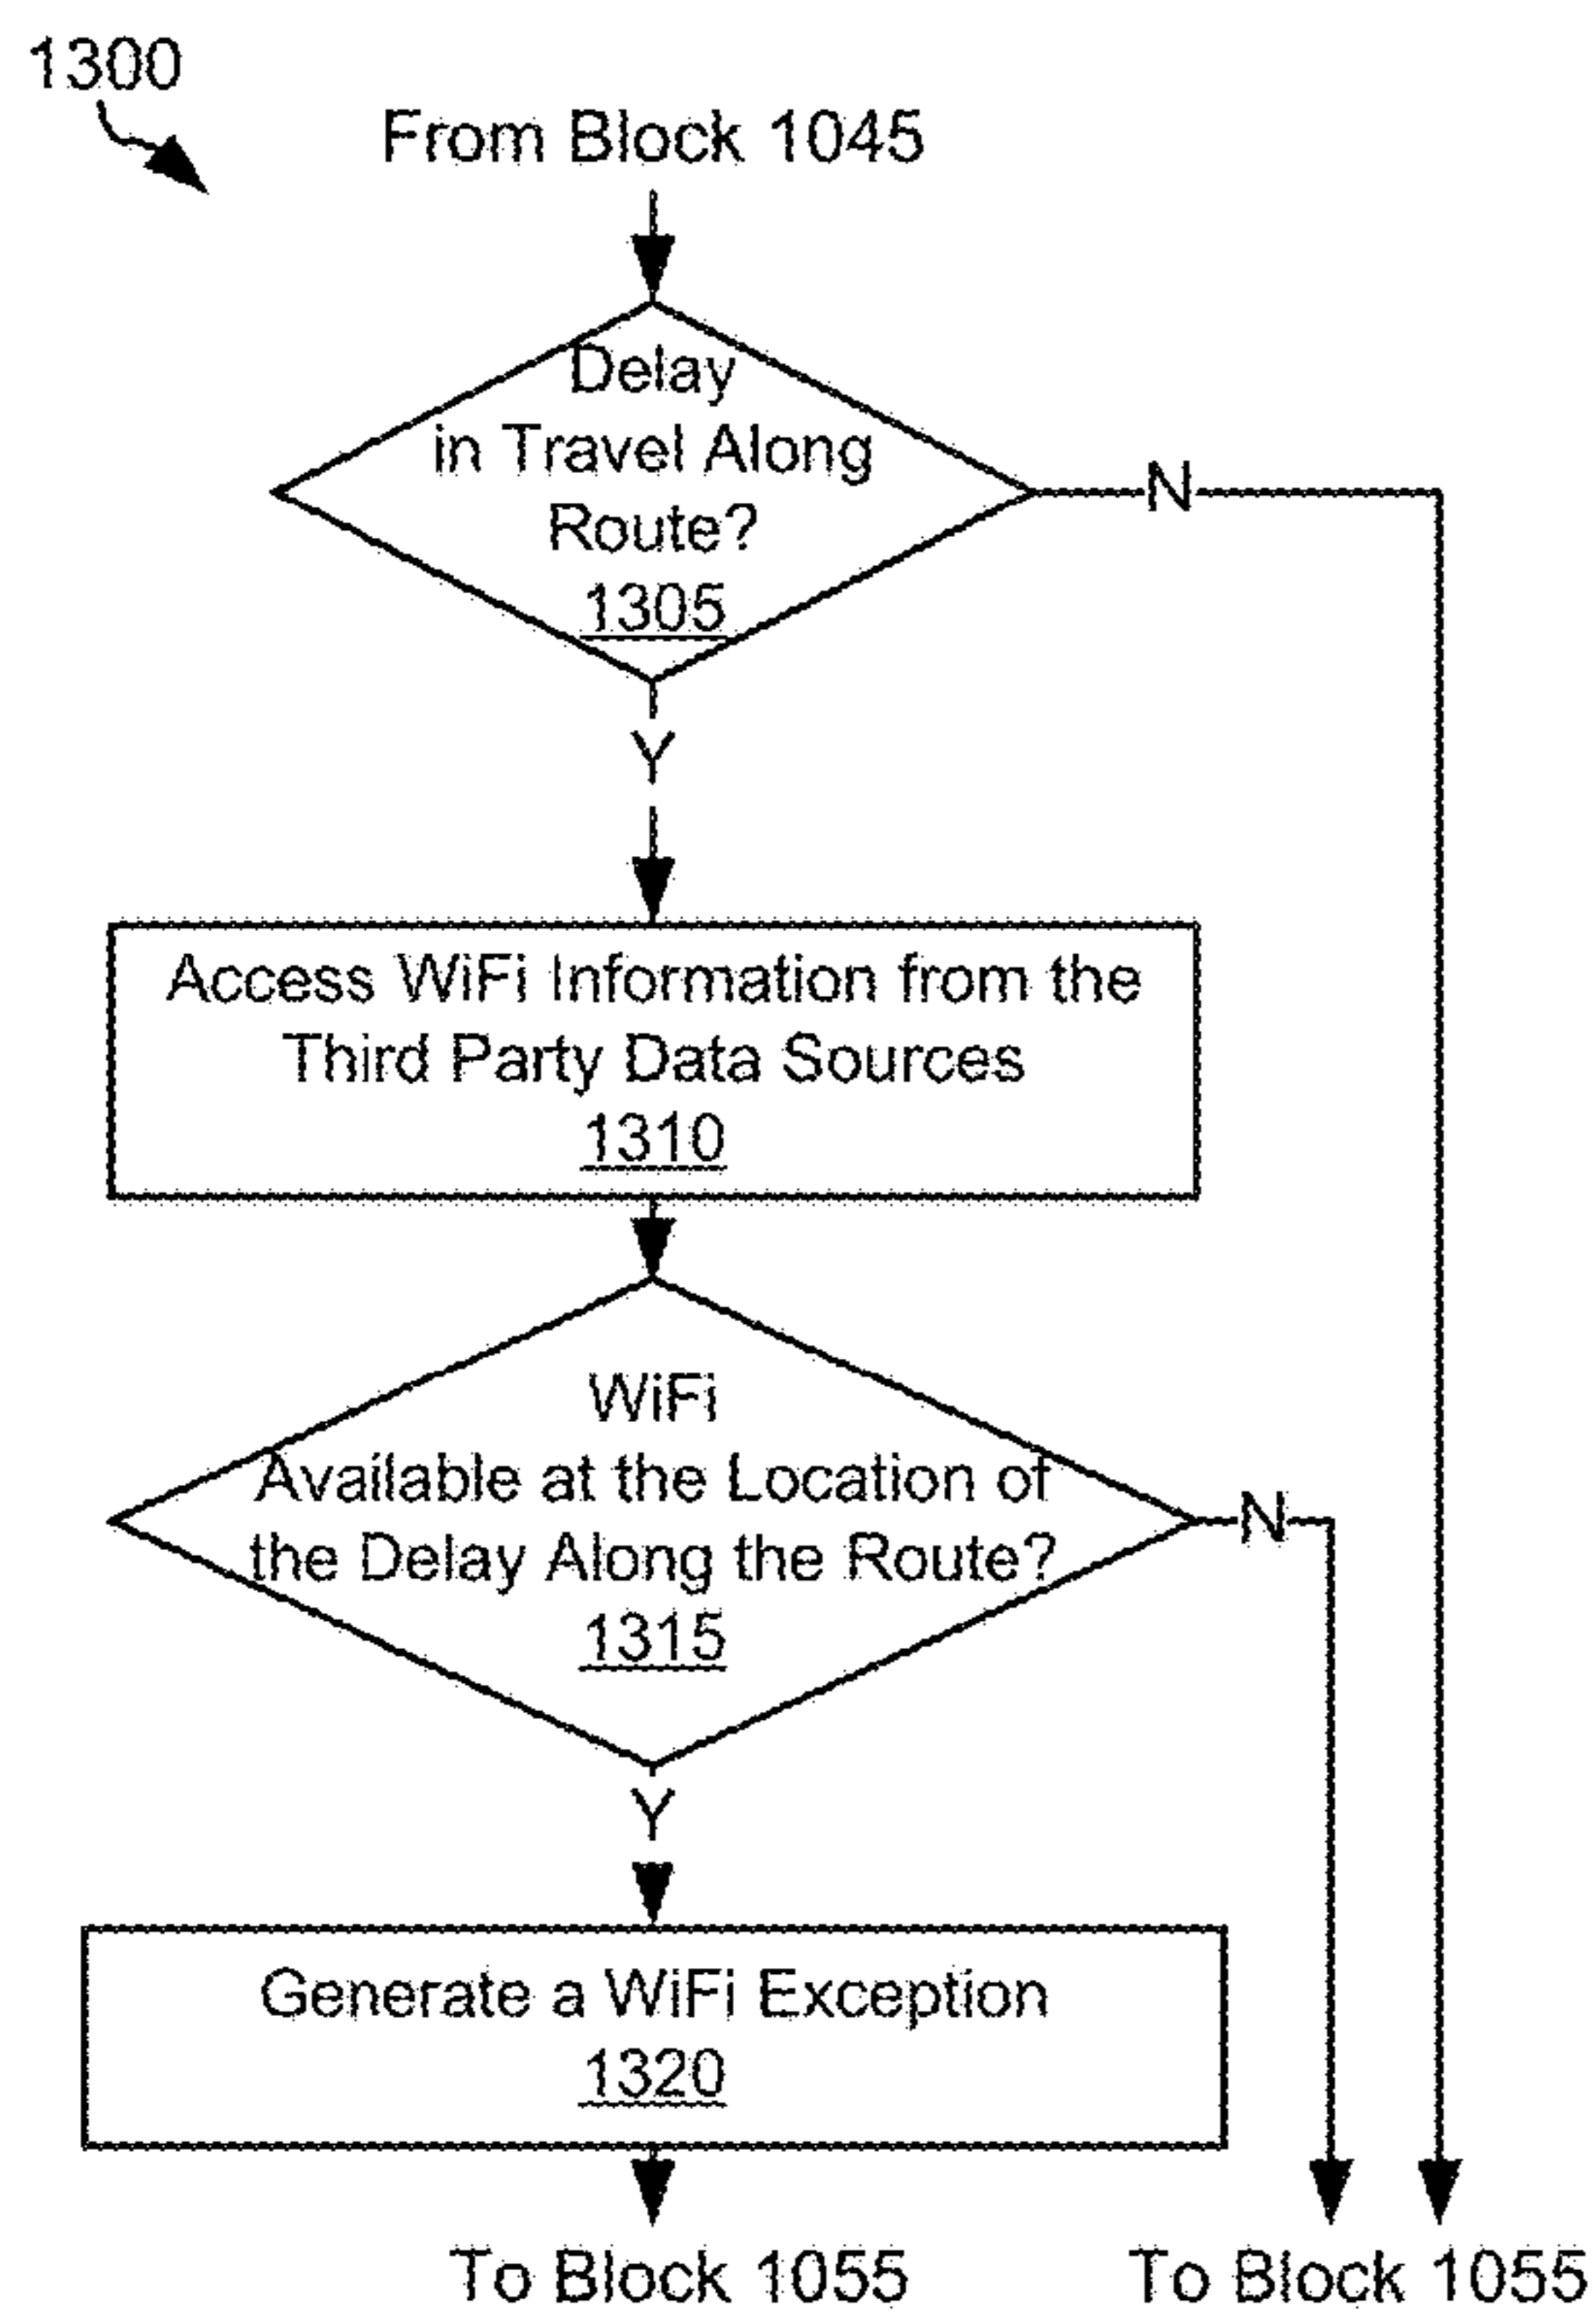 1300
From Block 1045
Delay
in Travel Along
Route?
1305
N
Y
Access WiFi Information from the
Third Party Data Sources
1310
WiFi
Available at the Location of
the Delay Along the Route?
1315
N
Y
Generate a WiFi Exception
1320
To Block 1055
To Block 1055